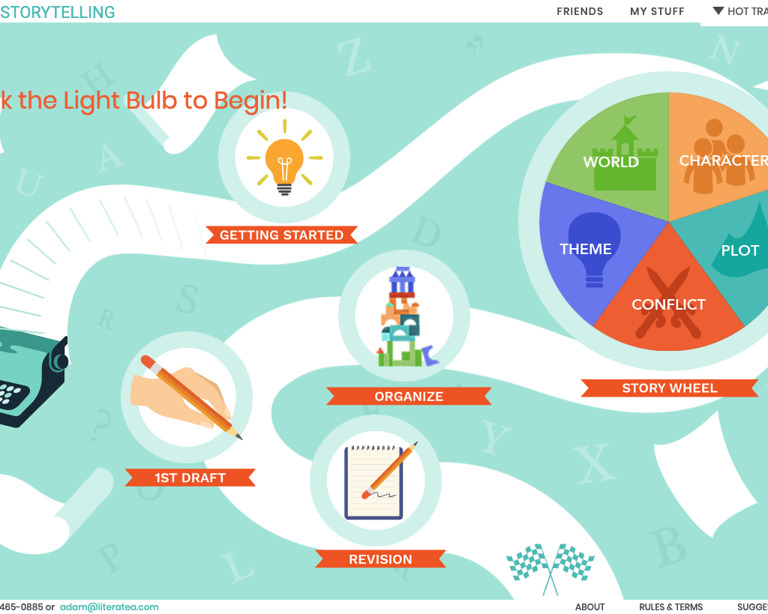 STORYTELLING
FRIENDS MY STUFF HOT TRA
k the Light Bulb to Begin!
GETTING STARTED
WORLD
CHARACTER
THEME
PLOT
CONFLICT
STORY WHEEL
ORGANIZE
1ST DRAFT
REVISION
465-0885 or adam@literatea.com
ABOUT RULES & TERMS SUGGE